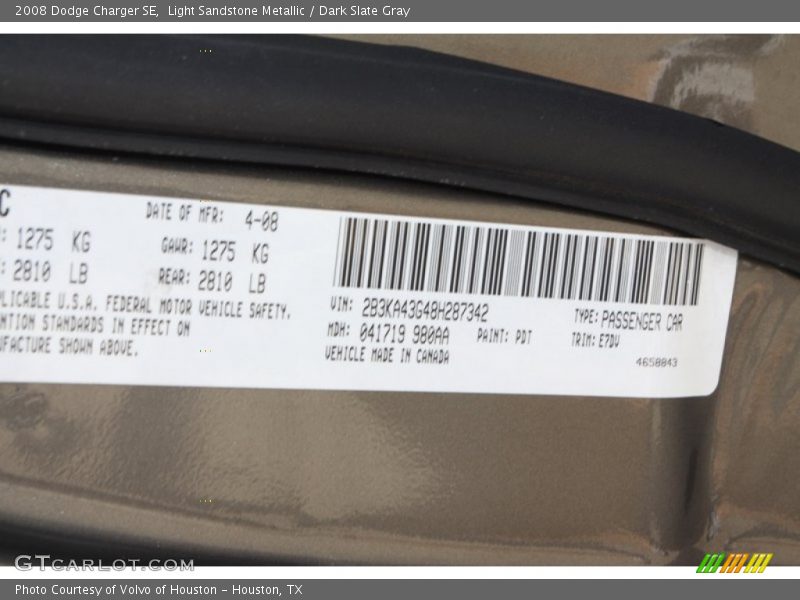 2008 Dodge Charger SE, Light Sandstone Metallic / Dark Slate Gray
C
DATE OF MFR: 4-08
: 1275 KG
GAWR: 1275 KG
: 2810 LB
REAR: 2810 LB
PLICABLE U.S.A. FEDERAL MOTOR VEHICLE SAFETY,
NTION STANDARDS IN EFFECT ON
UFACTURE SHOWN ABOVE.
VIN: 2B3KA43G48H287342
TYPE: PASSENGER CAR
MDH: 041719 980AA
PAINT: PDT
TRIM: E7DV
VEHICLE MADE IN CANADA
4658843
GTCARLOT.COM
Photo Courtesy of Volvo of Houston - Houston, TX